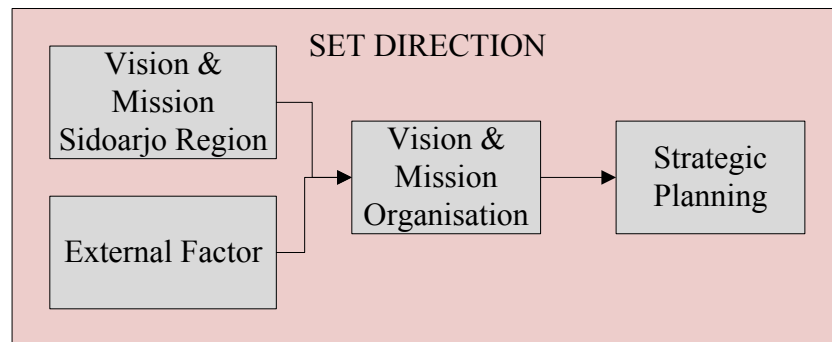 SET DIRECTION
Vision &
Mission
Sidoarjo Region
External Factor
Vision &
Mission
Organisation
Strategic
Planning